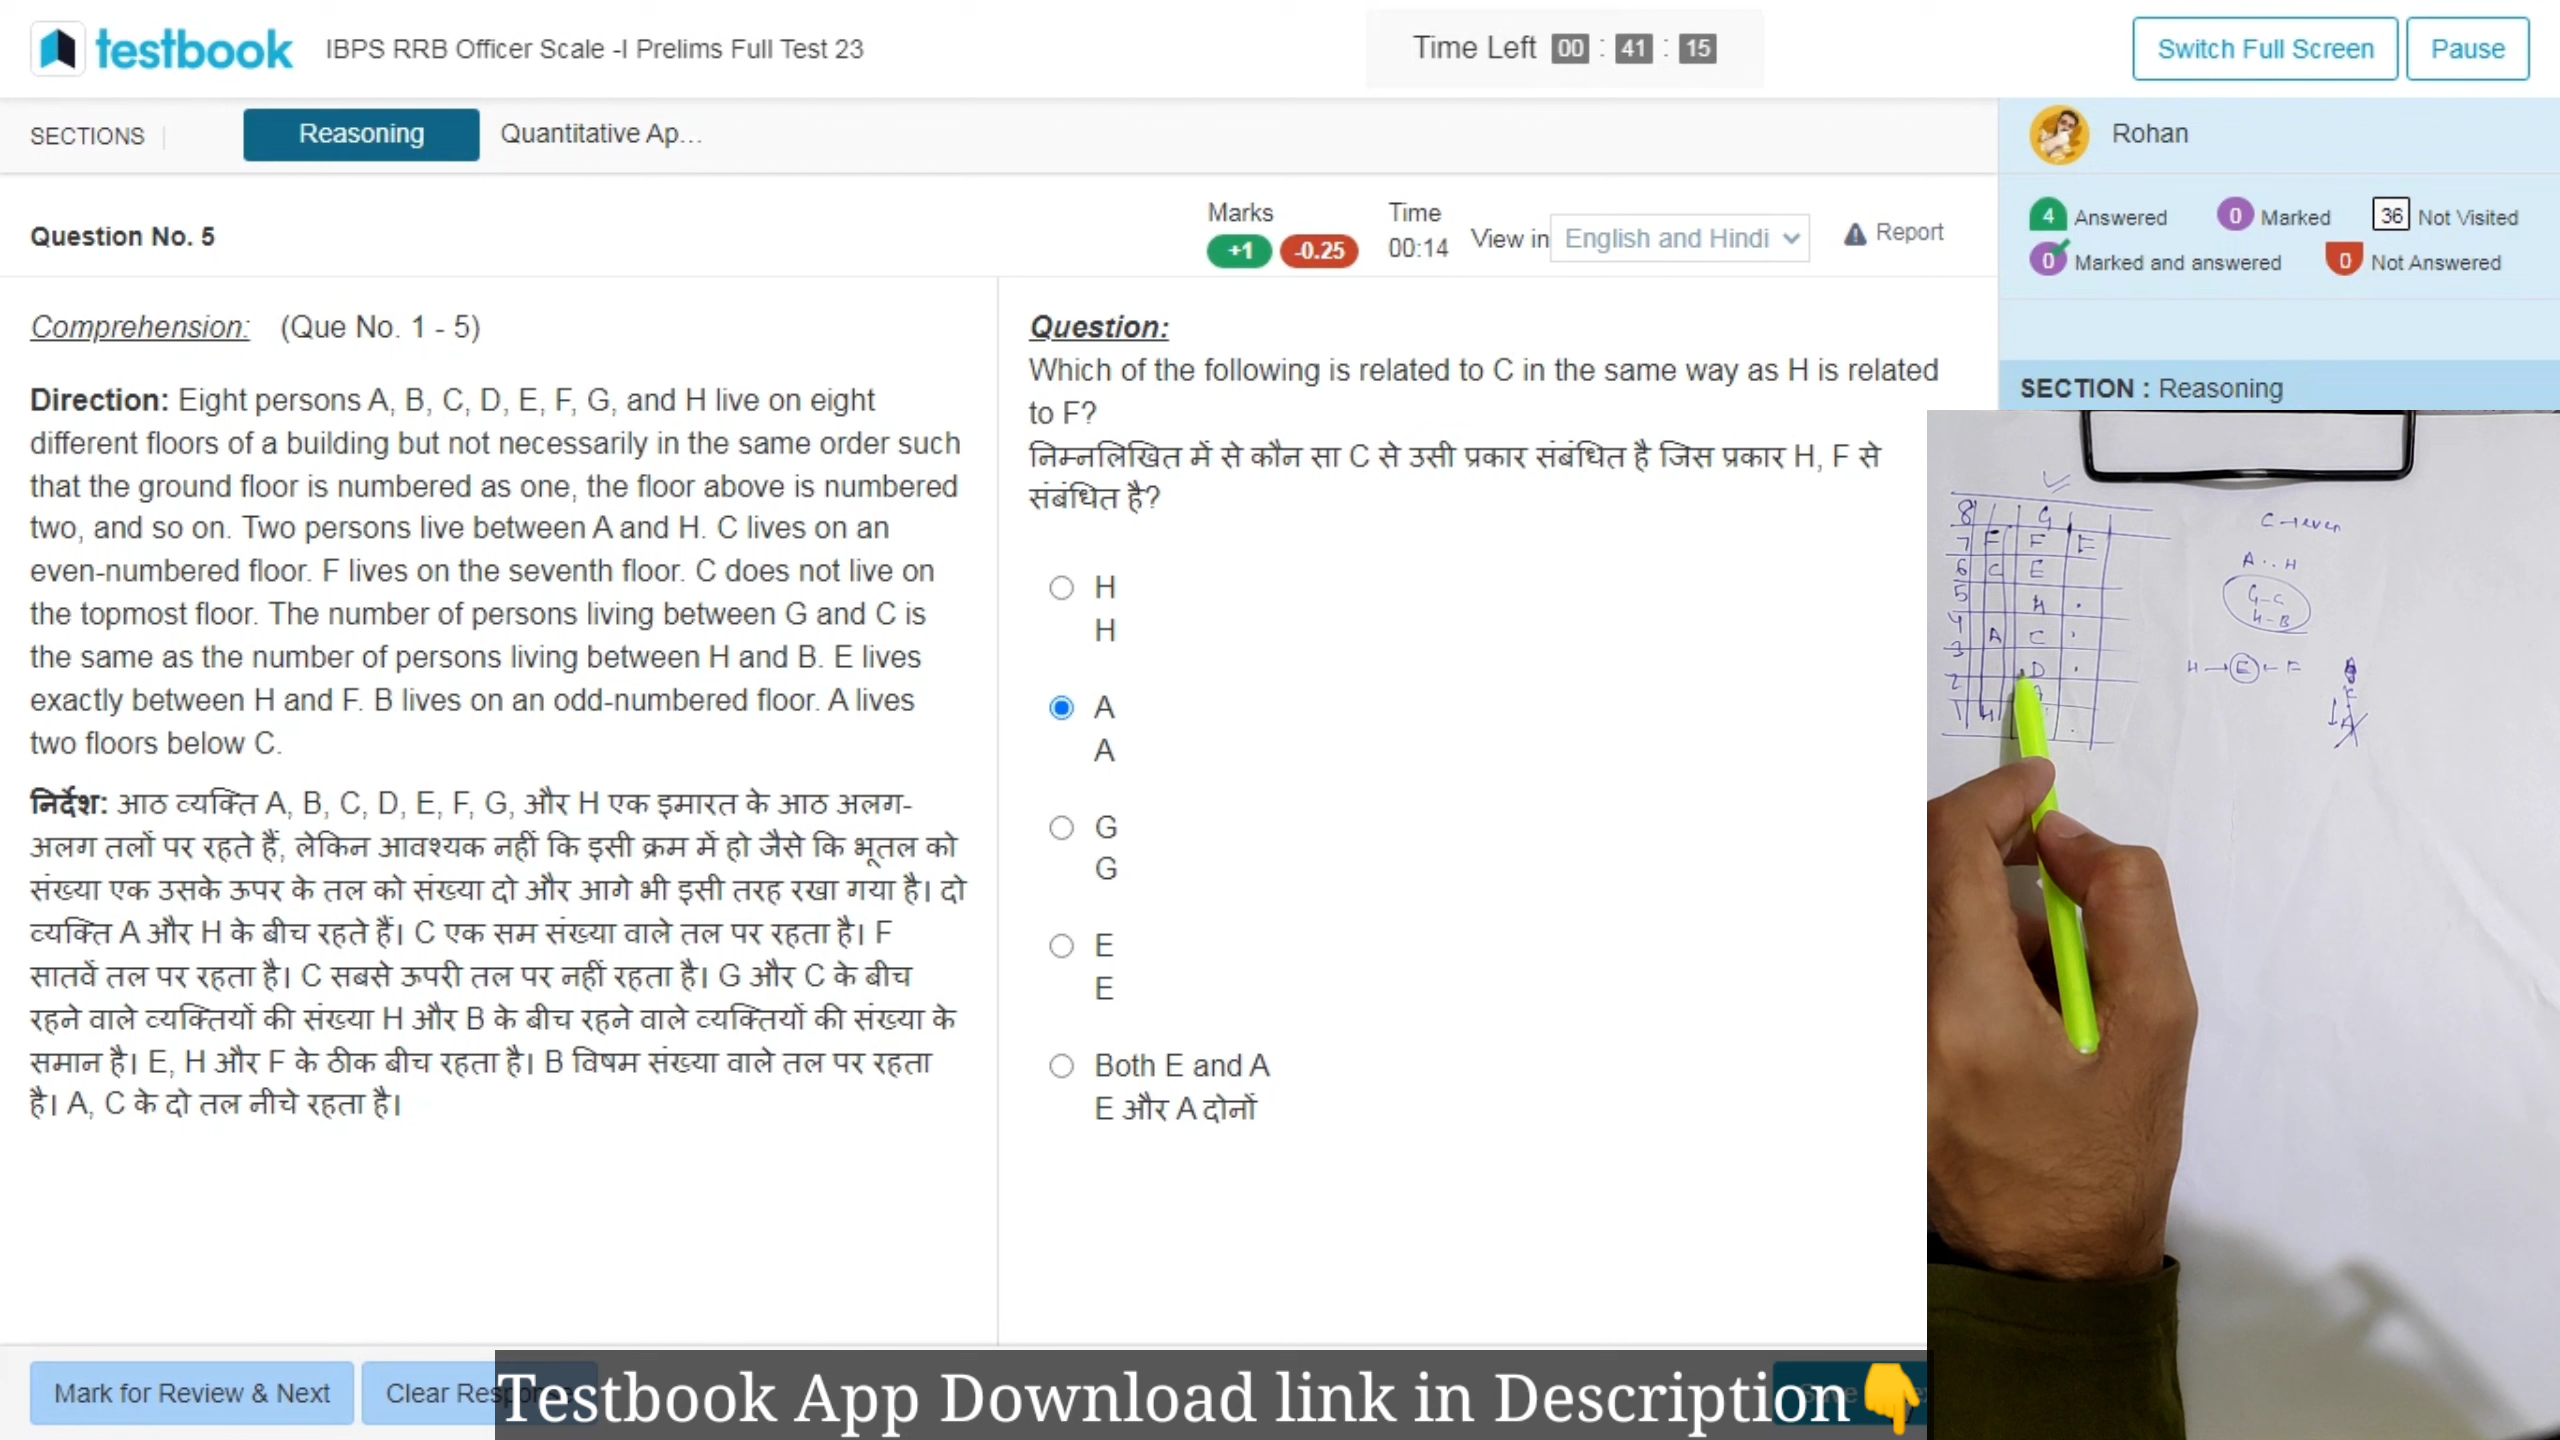 testbook
IBPS RRB Officer Scale -I Prelims Full Test 23
Time Left 00 : 41 : 15
Switch Full Screen
Pause
SECTIONS
Reasoning
Quantitative Ap...
Rohan
4 Answered
0 Marked
36 Not Visited
0 Marked and answered
0 Not Answered
SECTION : Reasoning
Question No. 5
Marks
+1 -0.25
Time
00:14
View in English and Hindi
Report
Comprehension: (Que No. 1 - 5)
Direction: Eight persons A, B, C, D, E, F, G, and H live on eight
different floors of a building but not necessarily in the same order such
that the ground floor is numbered as one, the floor above is numbered
two, and so on. Two persons live between A and H. C lives on an
even-numbered floor. F lives on the seventh floor. C does not live on
the topmost floor. The number of persons living between G and C is
the same as the number of persons living between H and B. E lives
exactly between H and F. B lives on an odd-numbered floor. A lives
two floors below C.
निर्देश: आठ व्यक्ति A, B, C, D, E, F, G, और H एक इमारत के आठ अलग-
अलग तलों पर रहते हैं, लेकिन आवश्यक नहीं कि इसी क्रम में हो जैसे कि भूतल को
संख्या एक उसके ऊपर के तल को संख्या दो और आगे भी इसी तरह रखा गया है। दो
व्यक्ति A और H के बीच रहते हैं। C एक सम संख्या वाले तल पर रहता है। F
सातवें तल पर रहता है। C सबसे ऊपरी तल पर नहीं रहता है। G और C के बीच
रहने वाले व्यक्तियों की संख्या H और B के बीच रहने वाले व्यक्तियों की संख्या के
समान है। E, H और F के ठीक बीच रहता है। B विषम संख्या वाले तल पर रहता
है। A, C के दो तल नीचे रहता है।
Question:
Which of the following is related to C in the same way as H is related
to F?
निम्नलिखित में से कौन सा C से उसी प्रकार संबंधित है जिस प्रकार H, F से
संबंधित है?
H
H
A
A
G
G
E
E
Both E and A
E और A दोनों
8 G
7 F F F
6 C E
5 H
4 A C
3 D
2
1 H
C → even
A .. H
G - C
H - B
H → E ← F
Mark for Review & Next
Testbook App Download link in Description👇